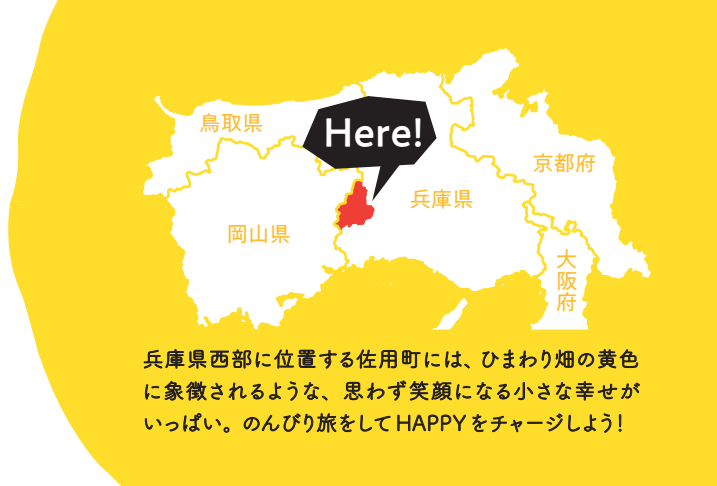 鳥取県
Here!
京都府
兵庫県
岡山県
大阪府
兵庫県西部に位置する佐用町には、ひまわり畑の黄色
に象徴されるような、思わず笑顔になる小さな幸せが
いっぱい。のんびり旅をしてHAPPYをチャージしよう!